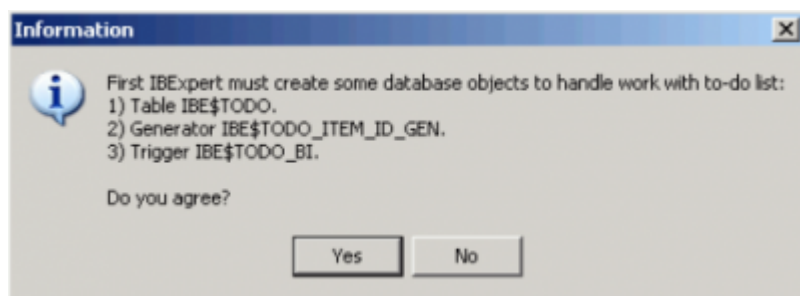 Information
First IBExpert must create some database objects to handle work with to-do list:
1) Table IBE$TODO.
2) Generator IBE$TODO_ITEM_ID_GEN.
3) Trigger IBE$TODO_BI.
Do you agree?
Yes No